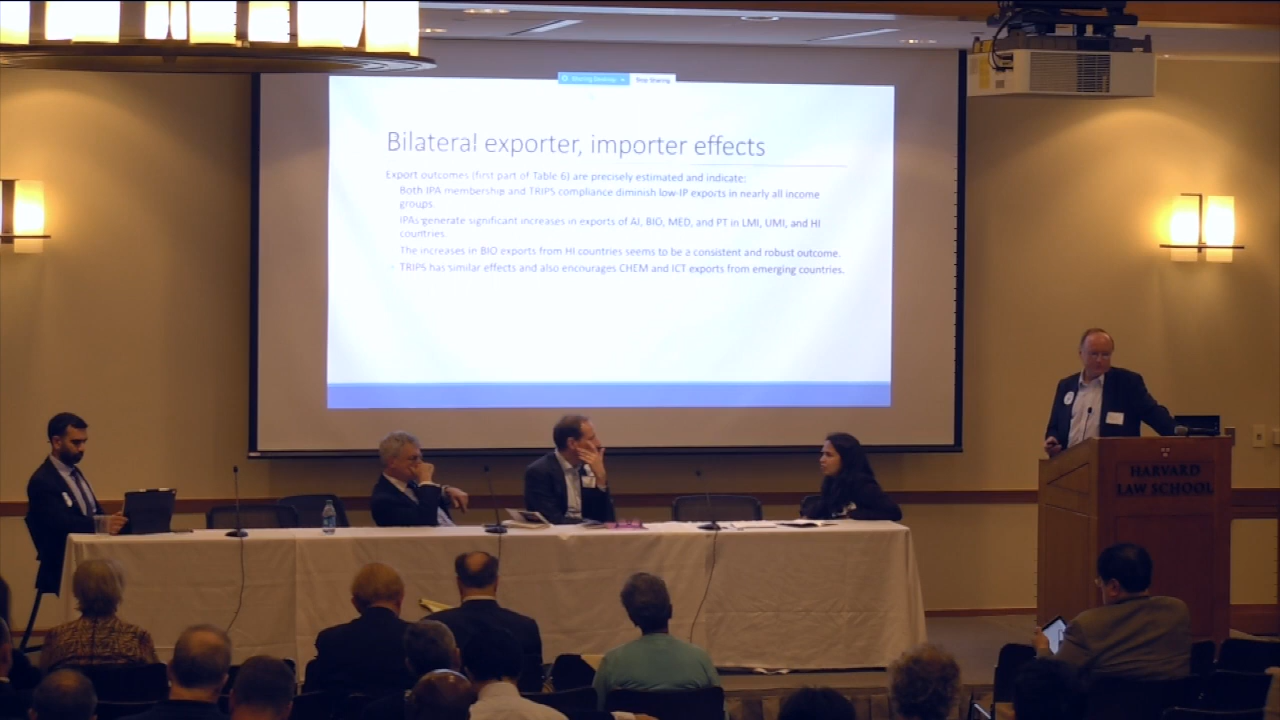 Sharing Desktop
Stop Sharing
Bilateral exporter, importer effects
Export outcomes (first part of Table 6) are precisely estimated and indicate:
Both IPA membership and TRIPS compliance diminish low-IP exports in nearly all income
groups.
IPAs generate significant increases in exports of AI, BIO, MED, and PT in LMI, UMI, and HI
countries.
The increases in BIO exports from HI countries seems to be a consistent and robust outcome.
TRIPS has similar effects and also encourages CHEM and ICT exports from emerging countries.
HARVARD
LAW SCHOOL